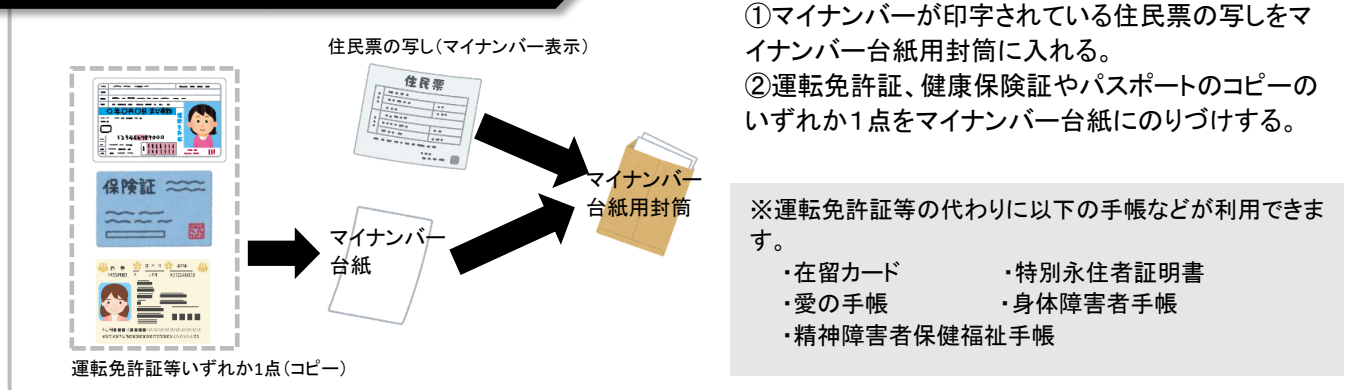 ①マイナンバーが印字されている住民票の写しをマ
イナンバー台紙用封筒に入れる。
②運転免許証、健康保険証やパスポートのコピーの
いずれか１点をマイナンバー台紙にのりづけする。
住民票の写し（マイナンバー表示）
住民票
保険証
マイナンバー
台紙
マイナンバー
台紙用封筒
運転免許証等いずれか1点（コピー）
※運転免許証等の代わりに以下の手帳などが利用できま
す。
・在留カード ・特別永住者証明書
・愛の手帳 ・身体障害者手帳
・精神障害者保健福祉手帳